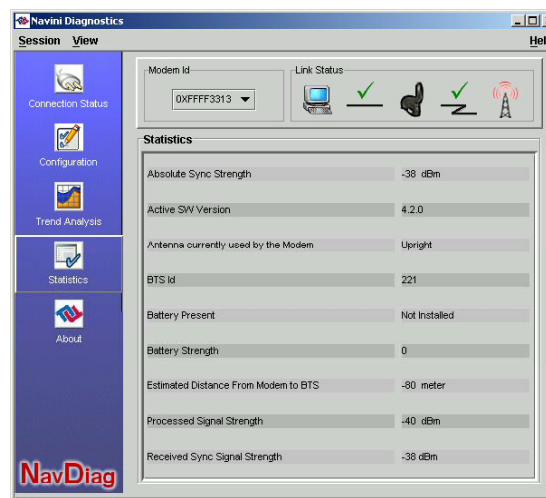 Navini Diagnostics
Session View Hel
Modem Id
Link Status
0XFFFF3313
Connection Status
Configuration
Trend Analysis
Statistics
About
NavDiag
Statistics
Absolute Sync Strength -38 dBm
Active SW Version 4.2.0
Antenna currently used by the Modem Upright
BTS Id 221
Battery Present Not Installed
Battery Strength 0
Estimated Distance From Modem to BTS -80 meter
Processed Signal Strength -40 dBm
Received Sync Signal Strength -38 dBm